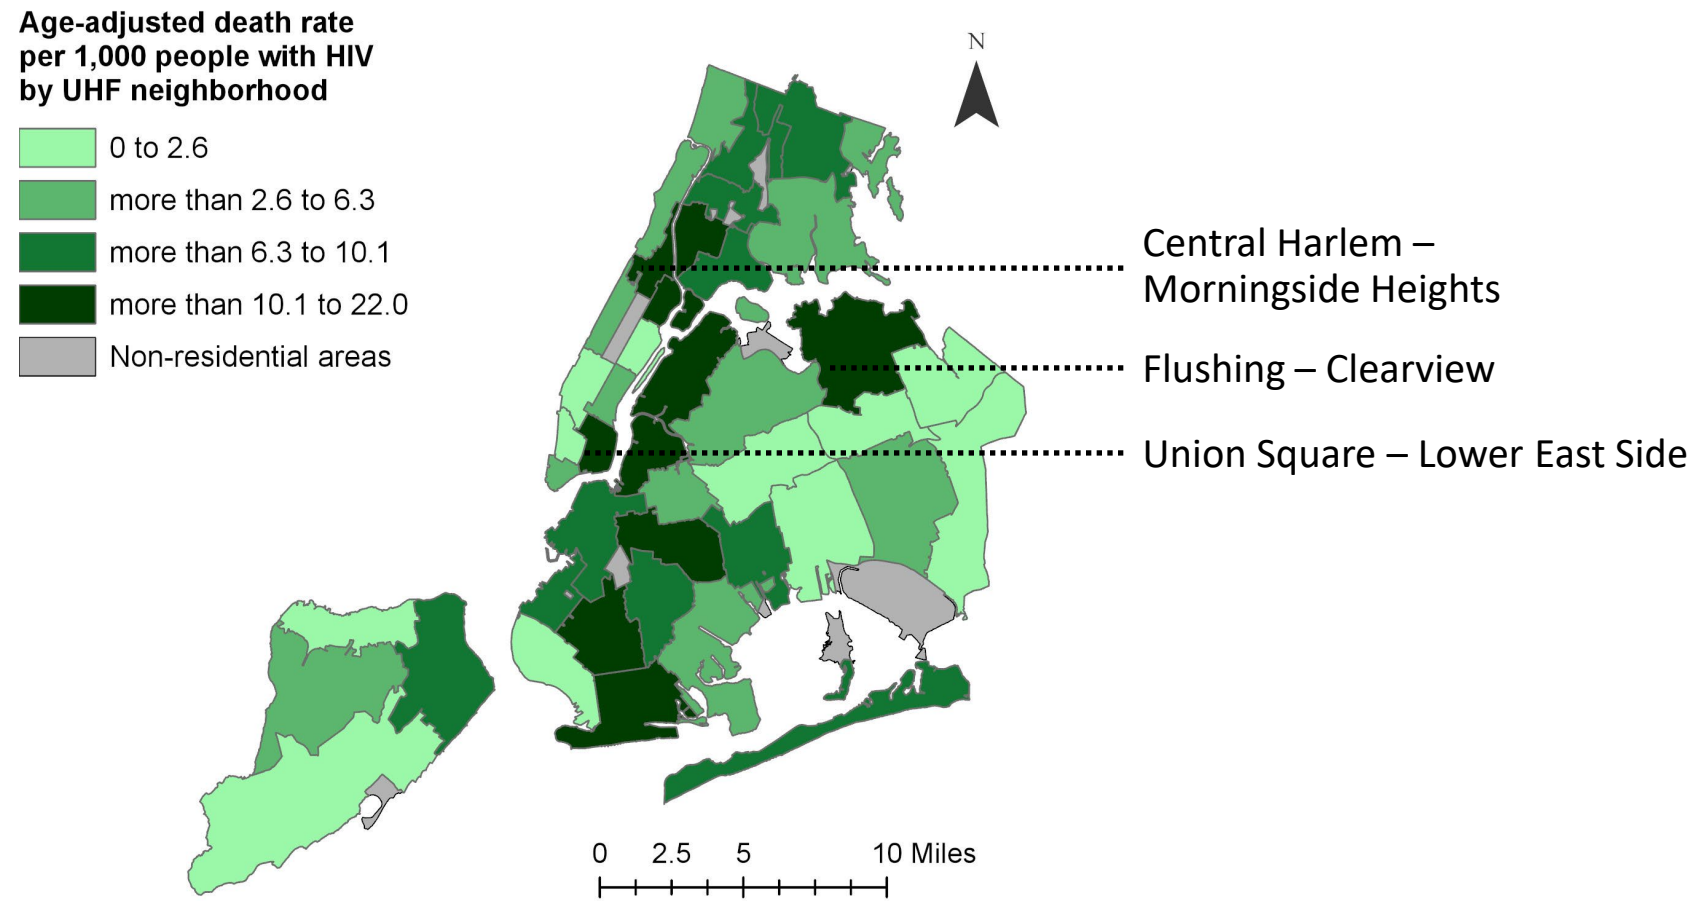 Age-adjusted death rate
per 1,000 people with HIV
by UHF neighborhood
0 to 2.6
more than 2.6 to 6.3
more than 6.3 to 10.1
more than 10.1 to 22.0
Non-residential areas
N
Central Harlem –
Morningside Heights
Flushing – Clearview
Union Square – Lower East Side
0 2.5 5 10 Miles